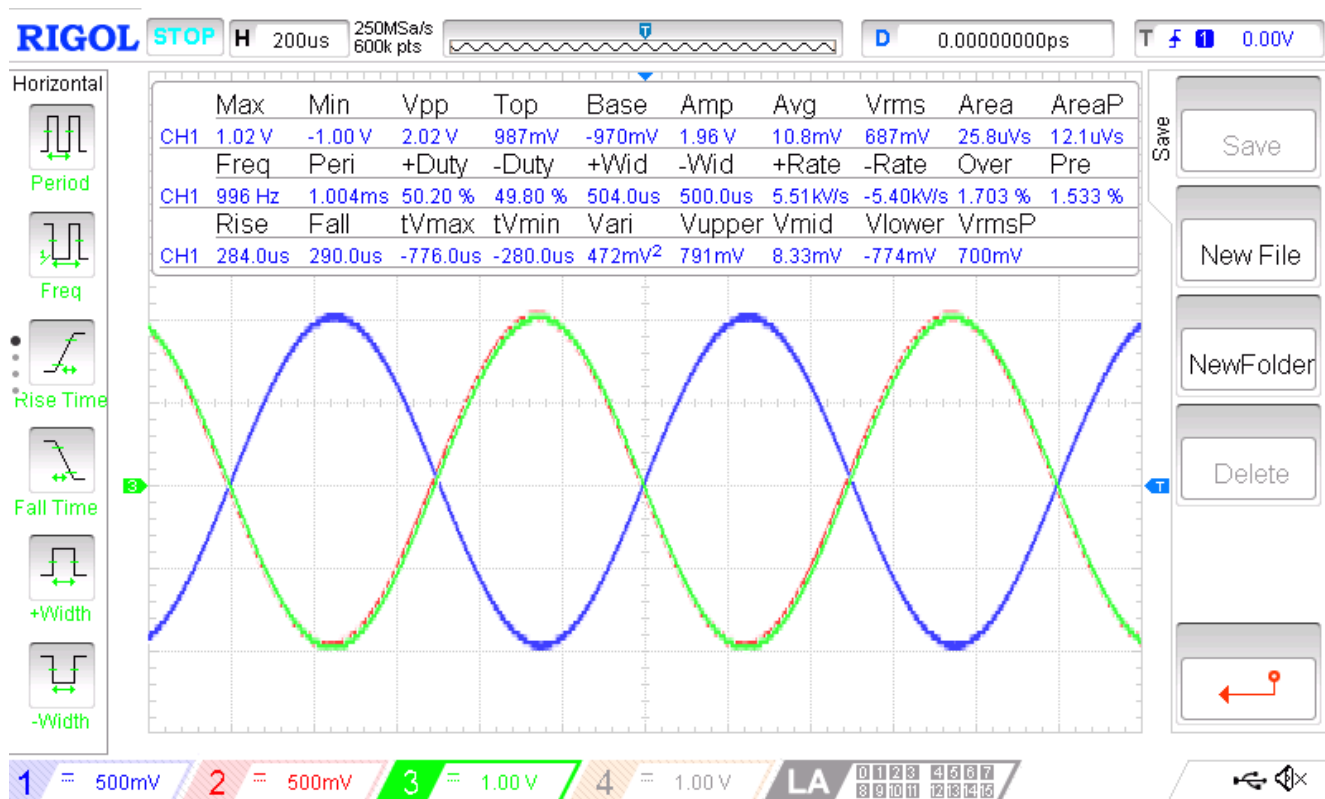 RIGOL STOP H 200us 250MSa/s 600k pts T D 0.00000000ps T 1 0.00V
Horizontal
Period
Freq
Rise Time
Fall Time
+Width
-Width
Max Min Vpp Top Base Amp Avg Vrms Area AreaP
CH1 1.02 V -1.00 V 2.02 V 987mV -970mV 1.96 V 10.8mV 687mV 25.8uVs 12.1uVs
Freq Peri +Duty -Duty +Wid -Wid +Rate -Rate Over Pre
CH1 996 Hz 1.004ms 50.20 % 49.80 % 504.0us 500.0us 5.51kV/s -5.40kV/s 1.703 % 1.533 %
Rise Fall tVmax tVmin Vari Vupper Vmid Vlower VrmsP
CH1 284.0us 290.0us -776.0us -280.0us 472mV² 791mV 8.33mV -774mV 700mV
3
T
Save
Save
New File
NewFolder
Delete
1 500mV 2 500mV 3 1.00 V 4 1.00 V LA 0 1 2 3 4 5 6 7
8 9 10 11 12 13 14 15